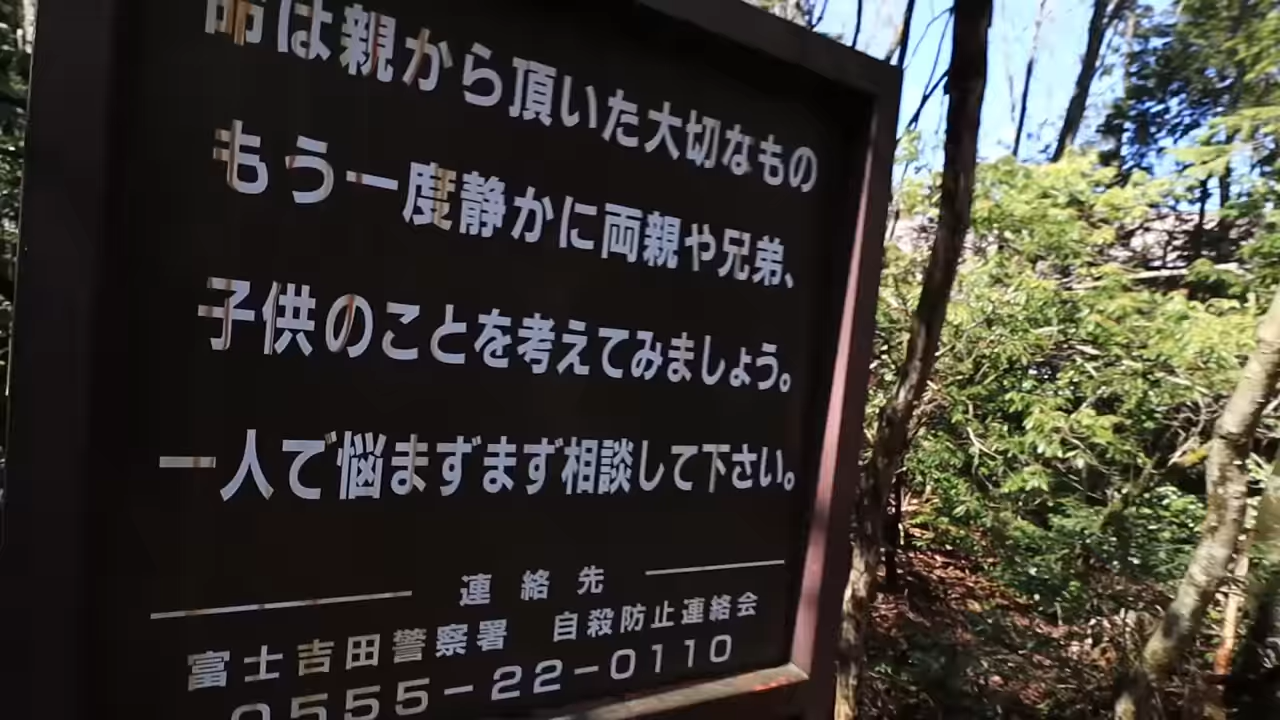 命は親から頂いた大切なもの
もう一度静かに両親や兄弟、
子供のことを考えてみましょう。
一人で悩まずまず相談して下さい。
連絡先
富士吉田警察署 自殺防止連絡会
0555-22-0110